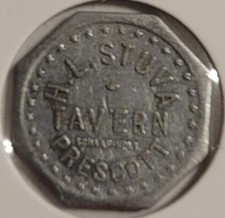 H.L. STUVA
TAVERN
PRESCOTT